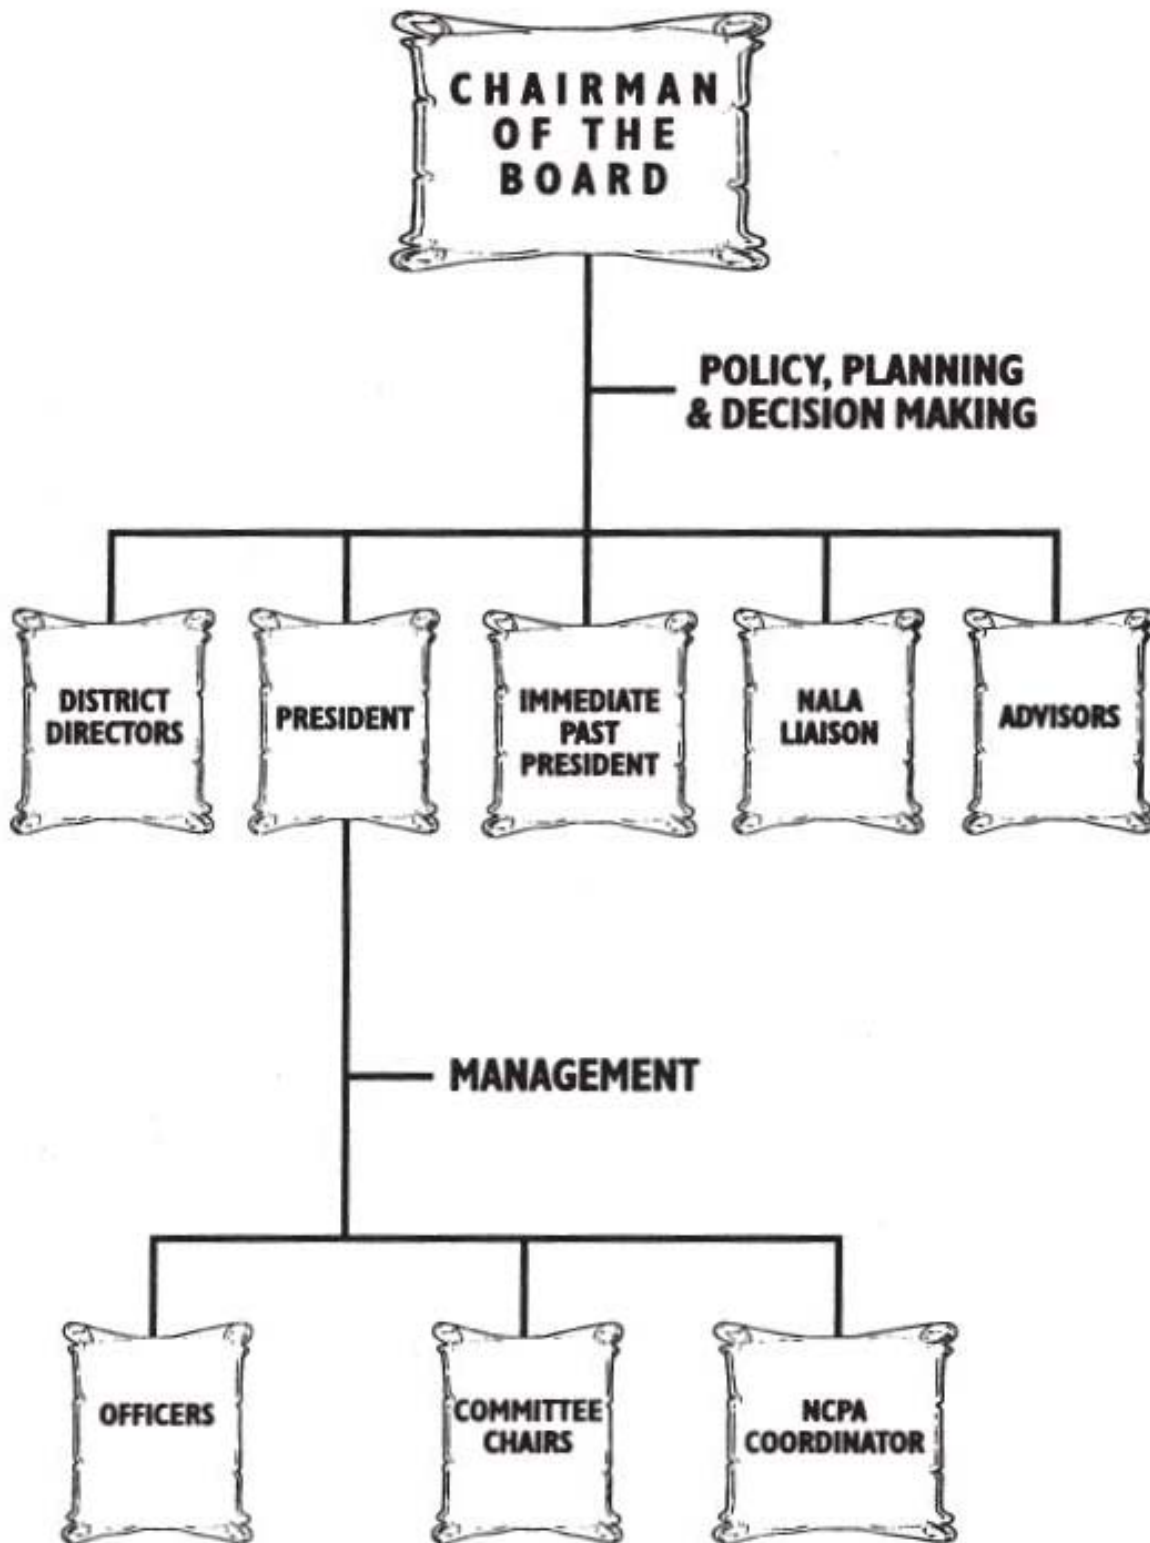 CHAIRMAN
OF THE
BOARD
POLICY, PLANNING
& DECISION MAKING
DISTRICT
DIRECTORS
PRESIDENT
IMMEDIATE
PAST
PRESIDENT
NALA
LIAISON
ADVISORS
MANAGEMENT
OFFICERS
COMMITTEE
CHAIRS
NCPA
COORDINATOR